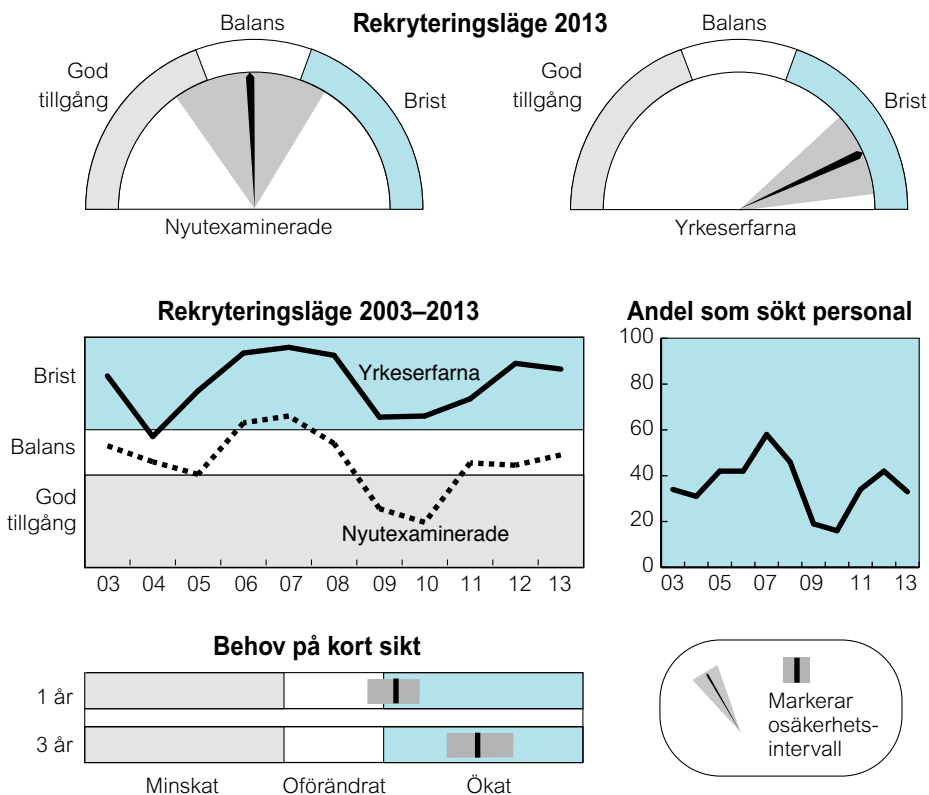 Rekryteringsläge 2013
Balans
God
tillgång
Brist
Nyutexaminerade
Balans
God
tillgång
Brist
Yrkeserfarna
Rekryteringsläge 2003–2013
Brist
Balans
God
tillgång
Yrkeserfarna
Nyutexaminerade
03 04 05 06 07 08 09 10 11 12 13
Andel som sökt personal
100
80
60
40
20
0
03 05 07 09 11 13
Behov på kort sikt
1 år
3 år
Minskat Oförändrat Ökat
Markerar
osäkerhets-
intervall